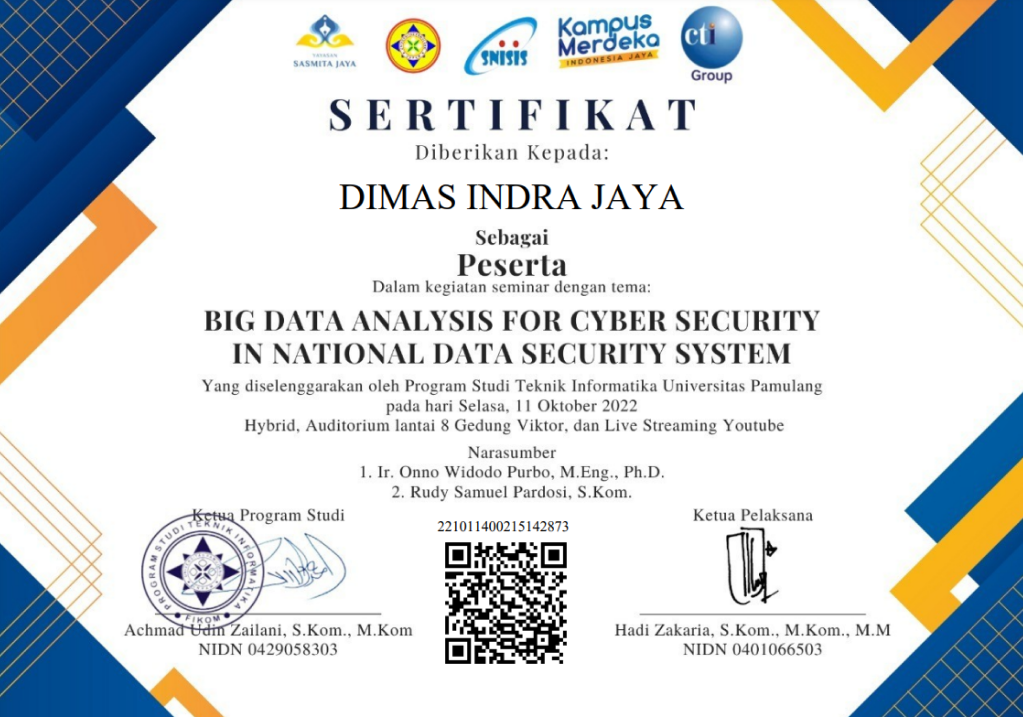 YAYASAN
SASMITA JAYA
SNISIS
Kampus
Merdeka
INDONESIA JAYA
cti
Group
SERTIFIKAT
Diberikan Kepada:
DIMAS INDRA JAYA
Sebagai
Peserta
Dalam kegiatan seminar dengan tema:
BIG DATA ANALYSIS FOR CYBER SECURITY
IN NATIONAL DATA SECURITY SYSTEM
Yang diselenggarakan oleh Program Studi Teknik Informatika Universitas Pamulang
pada hari Selasa, 11 Oktober 2022
Hybrid, Auditorium lantai 8 Gedung Viktor, dan Live Streaming Youtube
Narasumber
1. Ir. Onno Widodo Purbo, M.Eng., Ph.D.
2. Rudy Samuel Pardosi, S.Kom.
Ketua Program Studi
PROGRAM STUDI TEKNIK INFORMATIKA
FIKOM
Achmad Udin Zailani, S.Kom., M.Kom
NIDN 0429058303
221011400215142873
Ketua Pelaksana
Hadi Zakaria, S.Kom., M.Kom., M.M
NIDN 0401066503